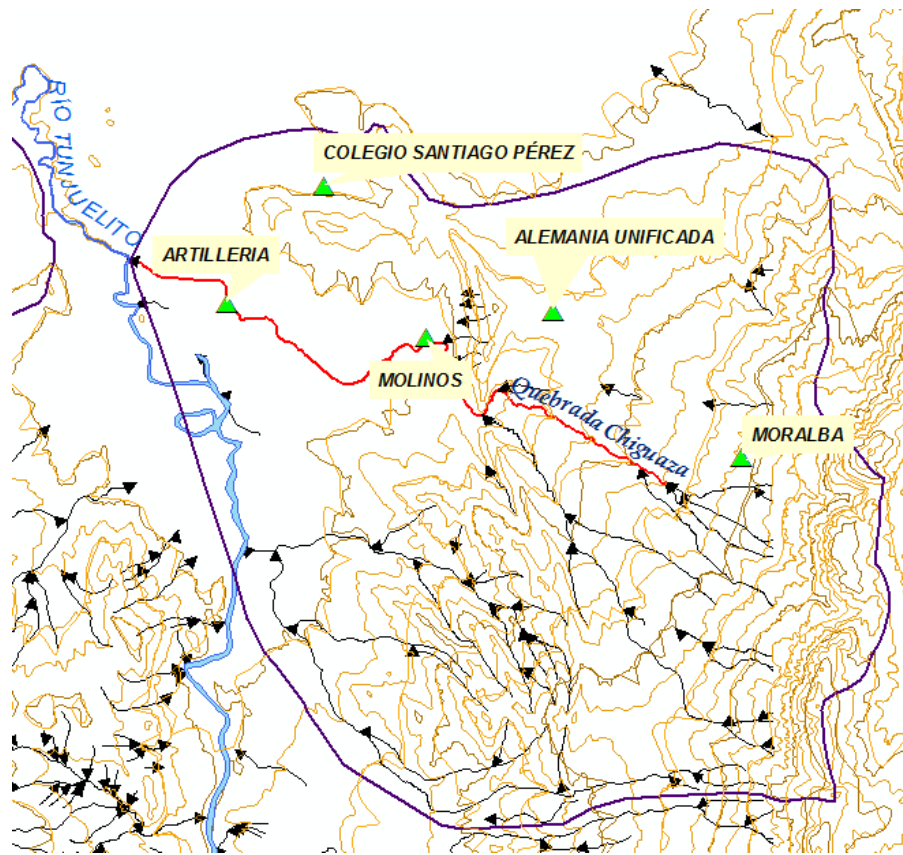 RÍO TUNJUELITO
COLEGIO SANTIAGO PÉREZ
ALEMANIA UNIFICADA
ARTILLERIA
MOLINOS
Quebrada Chiguaza
MORALBA